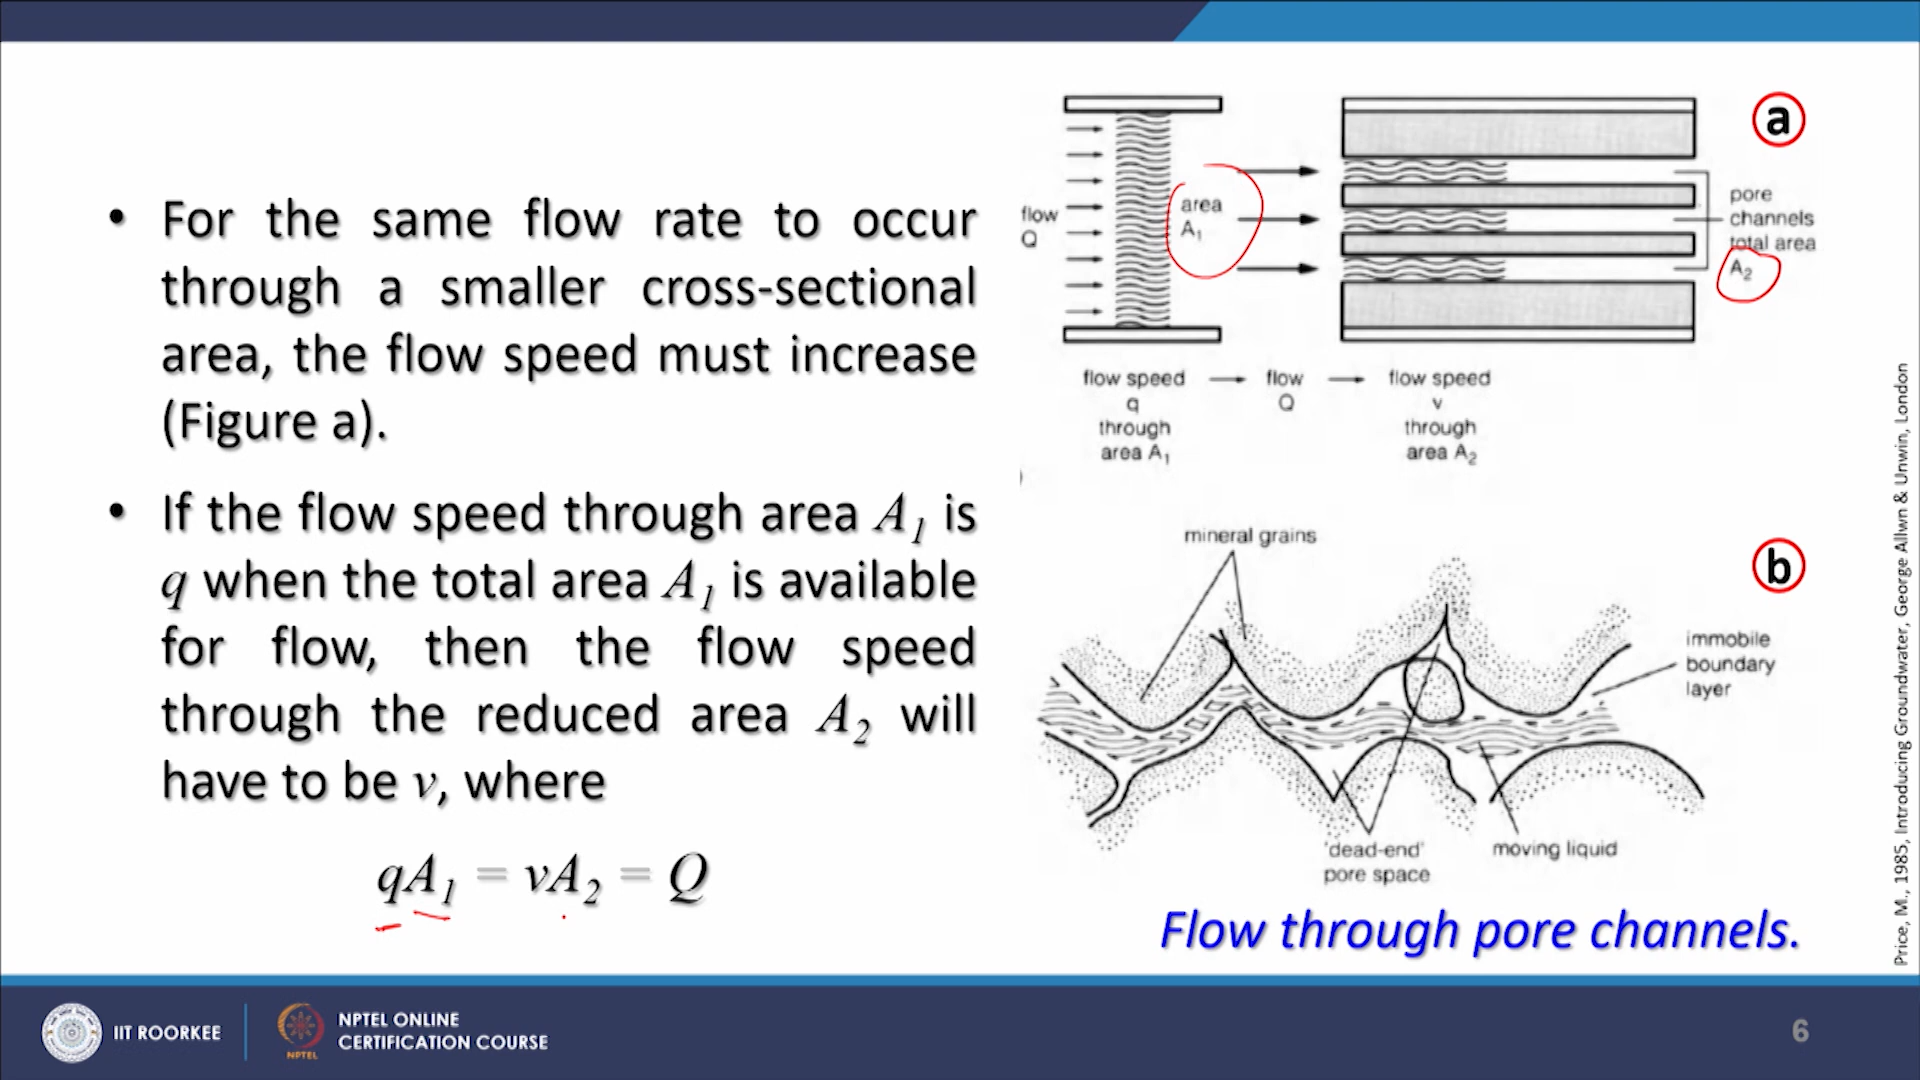 • For the same flow rate to occur
through a smaller cross-sectional
area, the flow speed must increase
(Figure a).
• If the flow speed through area A₁ is
q when the total area A₁ is available
for flow, then the flow speed
through the reduced area A₂ will
have to be v, where
qA₁ = vA₂ = Q
a
flow
Q
area
A₁
pore
channels
total area
A₂
flow speed
q
through
area A₁
flow
Q
flow speed
v
through
area A₂
b
mineral grains
immobile
boundary
layer
'dead-end'
pore space
moving liquid
Flow through pore channels.
Price, M., 1985, Introducing Groundwater, George Allwn & Unwin, London
IIT ROORKEE
NPTEL
NPTEL ONLINE
CERTIFICATION COURSE
6